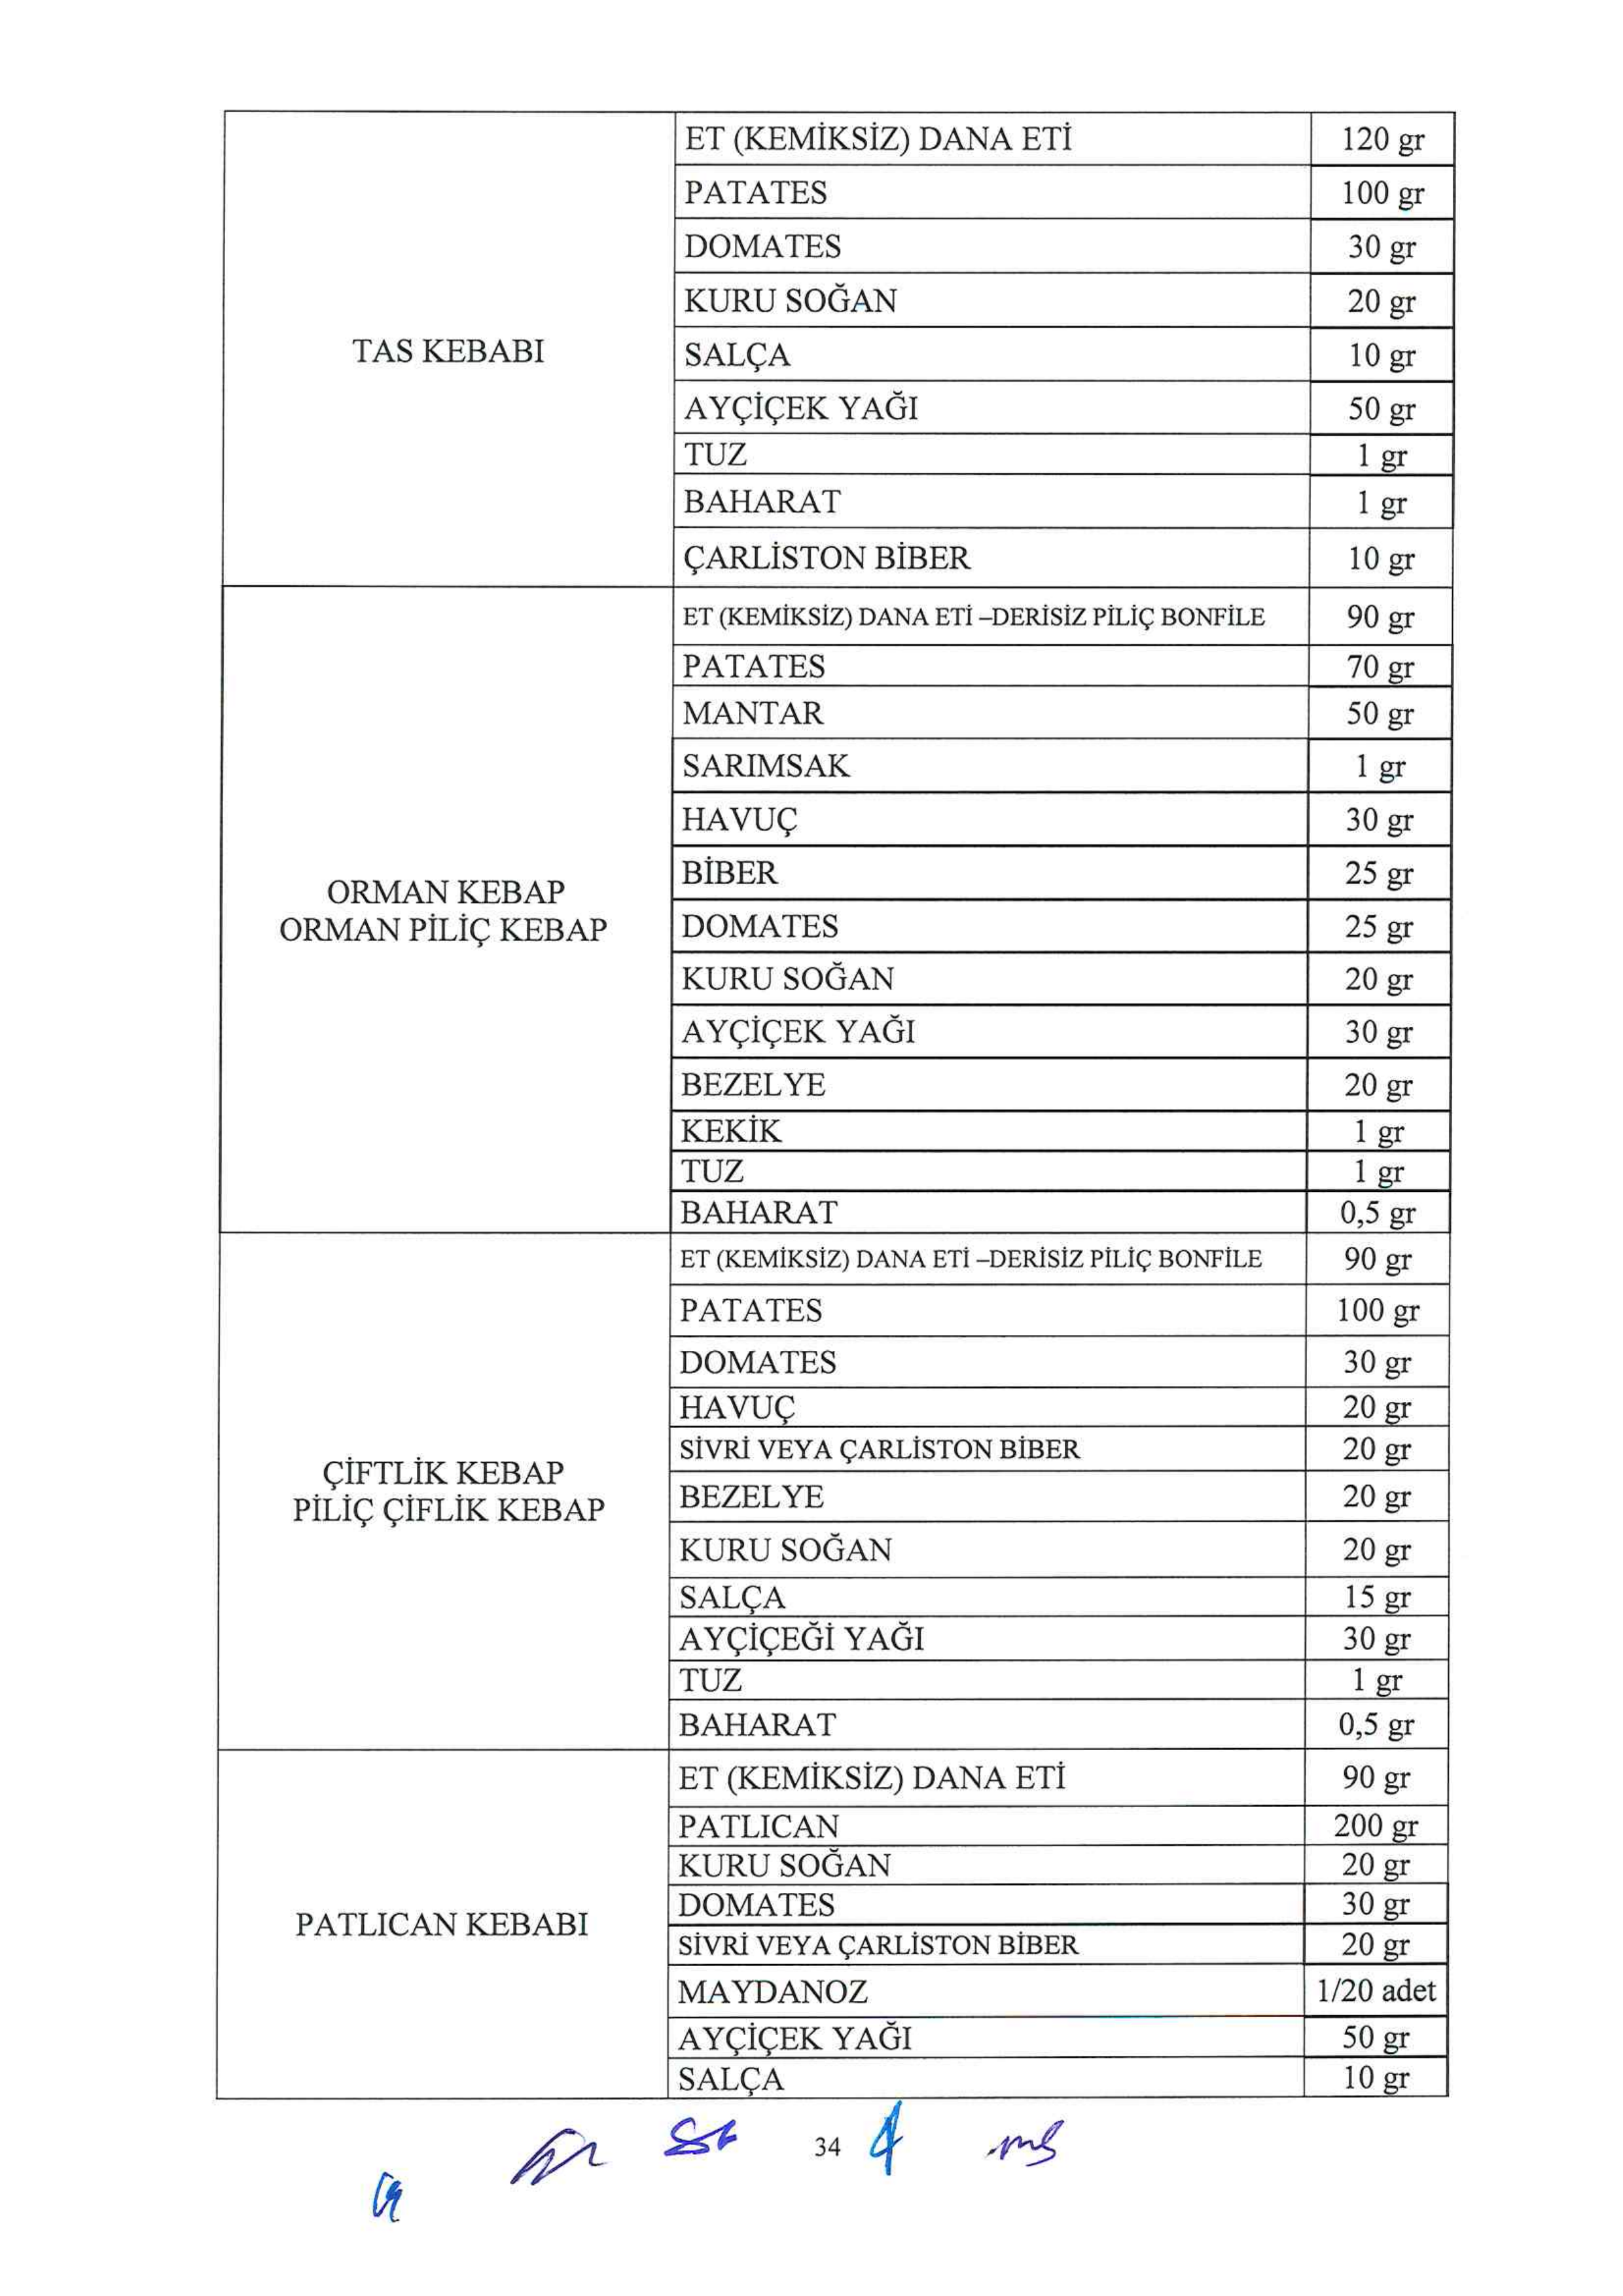 TAS KEBABI
ET (KEMİKSİZ) DANA ETİ 120 gr
PATATES 100 gr
DOMATES 30 gr
KURU SOĞAN 20 gr
SALÇA 10 gr
AYÇİÇEK YAĞI 50 gr
TUZ 1 gr
BAHARAT 1 gr
ÇARLİSTON BİBER 10 gr
ORMAN KEBAP
ORMAN PİLİÇ KEBAP
ET (KEMİKSİZ) DANA ETİ –DERİSİZ PİLİÇ BONFİLE 90 gr
PATATES 70 gr
MANTAR 50 gr
SARIMSAK 1 gr
HAVUÇ 30 gr
BİBER 25 gr
DOMATES 25 gr
KURU SOĞAN 20 gr
AYÇİÇEK YAĞI 30 gr
BEZELYE 20 gr
KEKİK 1 gr
TUZ 1 gr
BAHARAT 0,5 gr
ÇİFTLİK KEBAP
PİLİÇ ÇİFLİK KEBAP
ET (KEMİKSİZ) DANA ETİ –DERİSİZ PİLİÇ BONFİLE 90 gr
PATATES 100 gr
DOMATES 30 gr
HAVUÇ 20 gr
SİVRİ VEYA ÇARLİSTON BİBER 20 gr
BEZELYE 20 gr
KURU SOĞAN 20 gr
SALÇA 15 gr
AYÇİÇEĞİ YAĞI 30 gr
TUZ 1 gr
BAHARAT 0,5 gr
PATLICAN KEBABI
ET (KEMİKSİZ) DANA ETİ 90 gr
PATLICAN 200 gr
KURU SOĞAN 20 gr
DOMATES 30 gr
SİVRİ VEYA ÇARLİSTON BİBER 20 gr
MAYDANOZ 1/20 adet
AYÇİÇEK YAĞI 50 gr
SALÇA 10 gr
34